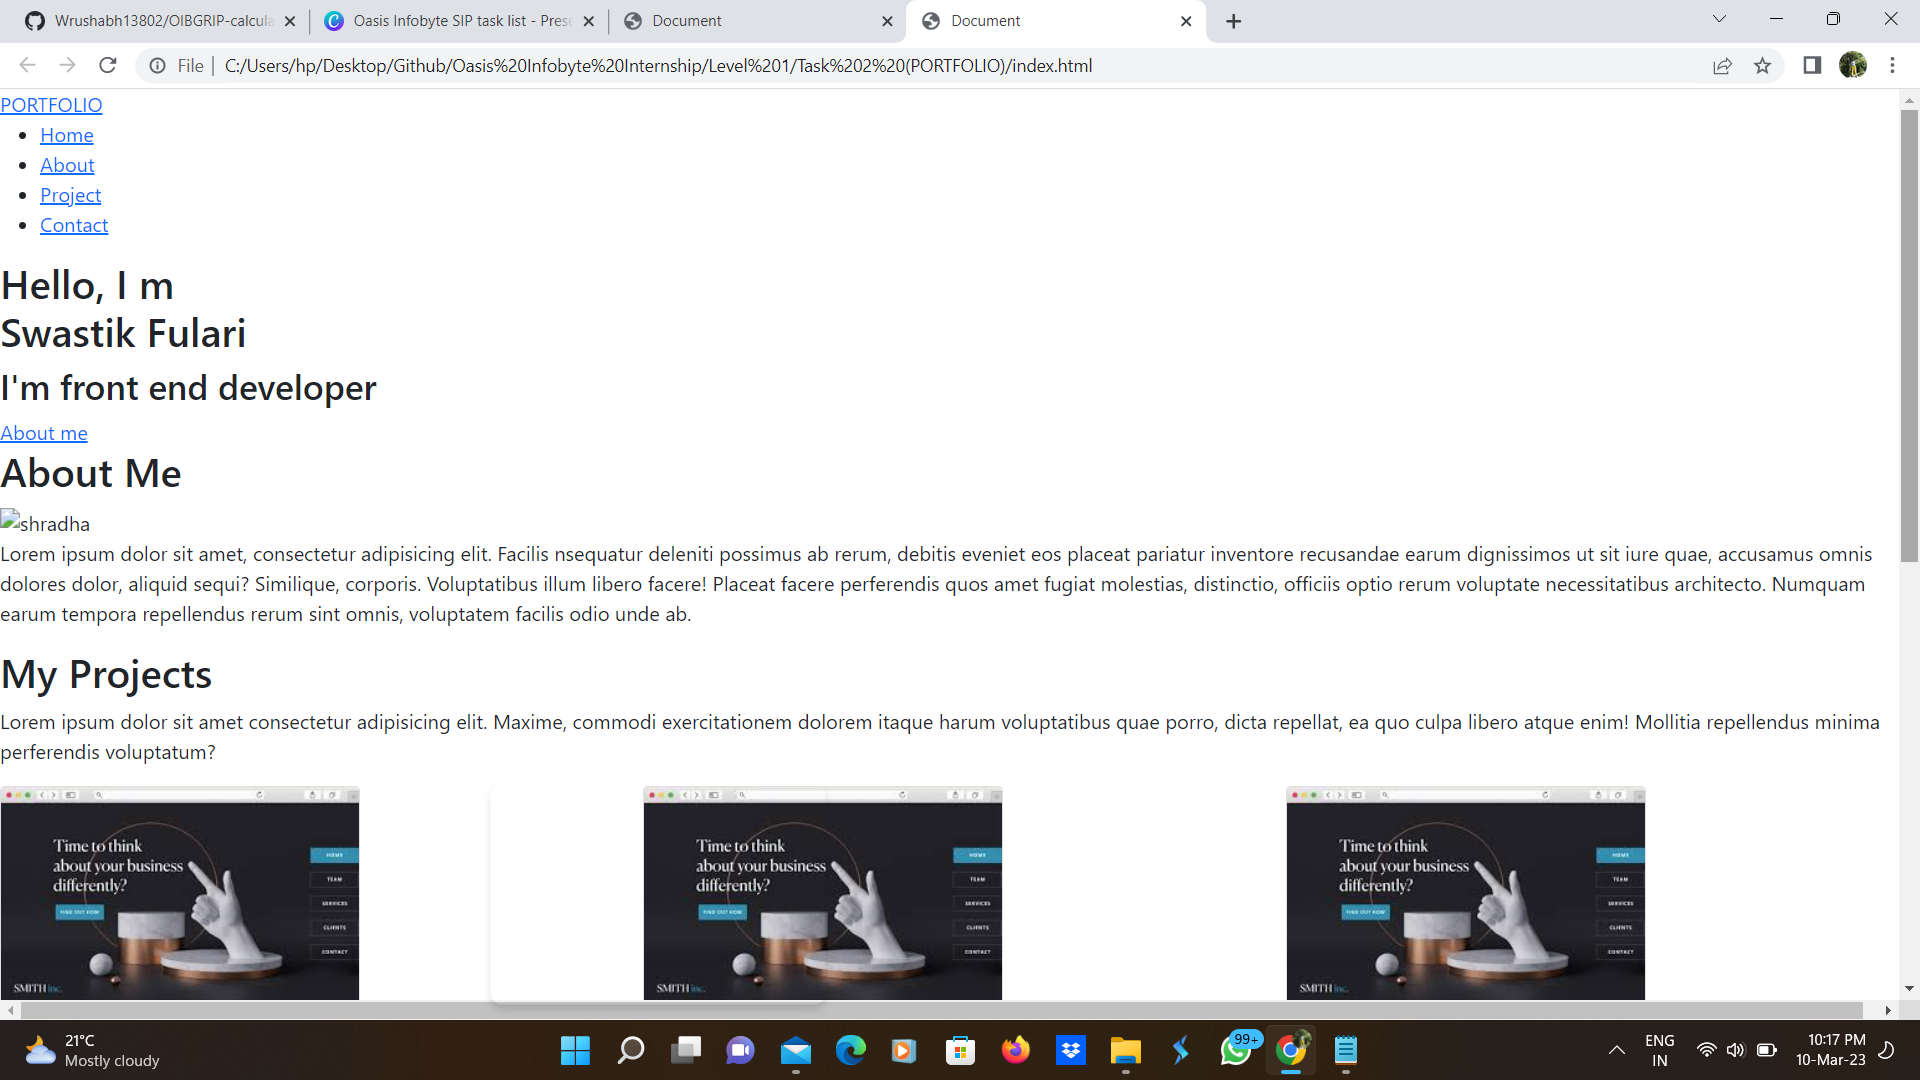 Wrushabh13802/OIBGRIP-calcula
Oasis Infobyte SIP task list - Prese
Document
Document
File
C:/Users/hp/Desktop/Github/Oasis%20Infobyte%20Internship/Level%201/Task%202%20(PORTFOLIO)/index.html
PORTFOLIO
Home
About
Project
Contact
Hello, I m
Swastik Fulari
I'm front end developer
About me
About Me
shradha
Lorem ipsum dolor sit amet, consectetur adipisicing elit. Facilis nsequatur deleniti possimus ab rerum, debitis eveniet eos placeat pariatur inventore recusandae earum dignissimos ut sit iure quae, accusamus omnis
dolores dolor, aliquid sequi? Similique, corporis. Voluptatibus illum libero facere! Placeat facere perferendis quos amet fugiat molestias, distinctio, officiis optio rerum voluptate necessitatibus architecto. Numquam
earum tempora repellendus rerum sint omnis, voluptatem facilis odio unde ab.
My Projects
Lorem ipsum dolor sit amet consectetur adipisicing elit. Maxime, commodi exercitationem dolorem itaque harum voluptatibus quae porro, dicta repellat, ea quo culpa libero atque enim! Mollitia repellendus minima
perferendis voluptatum?
Time to think
about your business
differently?
FIND OUT HOW
HOME
TEAM
SERVICES
CLIENTS
CONTACT
SMITH inc.
Time to think
about your business
differently?
FIND OUT HOW
HOME
TEAM
SERVICES
CLIENTS
CONTACT
SMITH inc.
Time to think
about your business
differently?
FIND OUT HOW
HOME
TEAM
SERVICES
CLIENTS
CONTACT
SMITH inc.
21°C
Mostly cloudy
99+
ENG
IN
10:17 PM
10-Mar-23